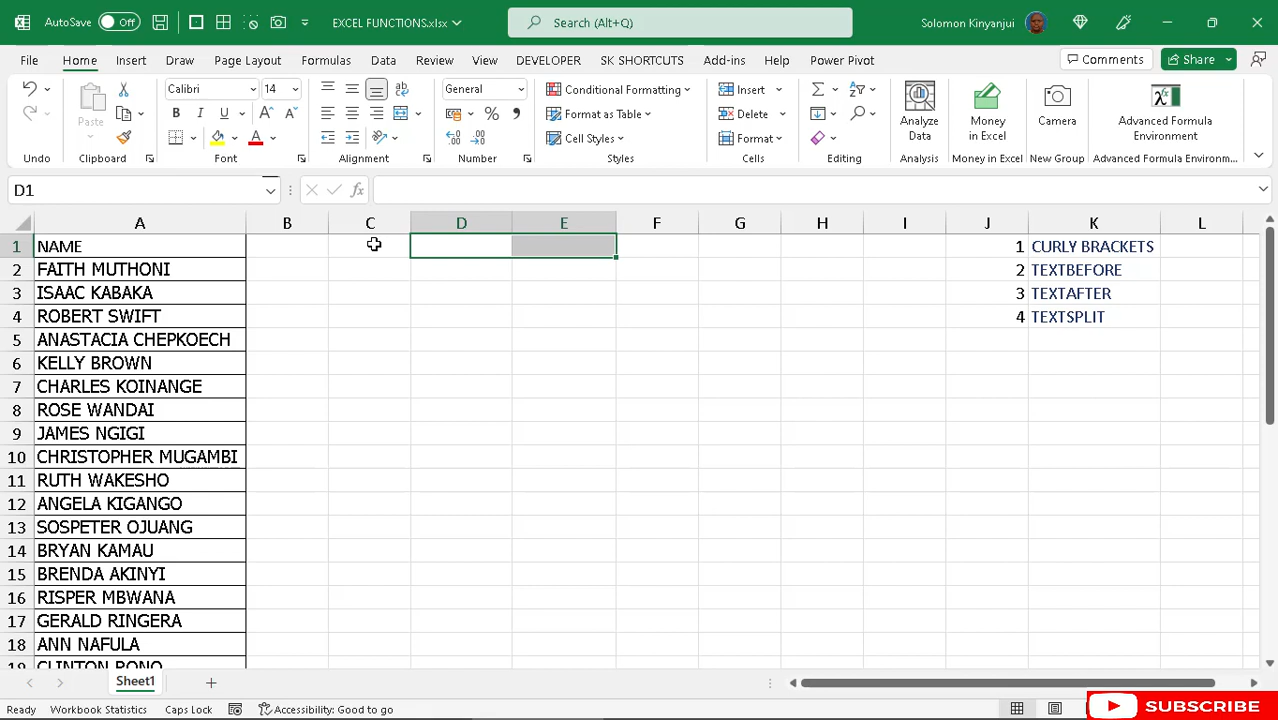 AutoSave Off EXCEL FUNCTIONS.xlsx Search (Alt+Q) Solomon Kinyanjui
File Home Insert Draw Page Layout Formulas Data Review View DEVELOPER SK SHORTCUTS Add-ins Help Power Pivot Comments Share
Calibri 14 General Conditional Formatting Insert
Paste B I U % , Format as Table Delete Analyze Data Money in Excel Camera Advanced Formula Environment
A Cell Styles Format
Undo Clipboard Font Alignment Number Styles Cells Editing Analysis Money in Excel New Group Advanced Formula Environm...
D1 fx
A B C D E F G H I J K L
1 NAME 1 CURLY BRACKETS
2 FAITH MUTHONI 2 TEXTBEFORE
3 ISAAC KABAKA 3 TEXTAFTER
4 ROBERT SWIFT 4 TEXTSPLIT
5 ANASTACIA CHEPKOECH
6 KELLY BROWN
7 CHARLES KOINANGE
8 ROSE WANDAI
9 JAMES NGIGI
10 CHRISTOPHER MUGAMBI
11 RUTH WAKESHO
12 ANGELA KIGANGO
13 SOSPETER OJUANG
14 BRYAN KAMAU
15 BRENDA AKINYI
16 RISPER MBWANA
17 GERALD RINGERA
18 ANN NAFULA
19 CLINTON RONO
Sheet1
Ready Workbook Statistics Caps Lock Accessibility: Good to go
SUBSCRIBE